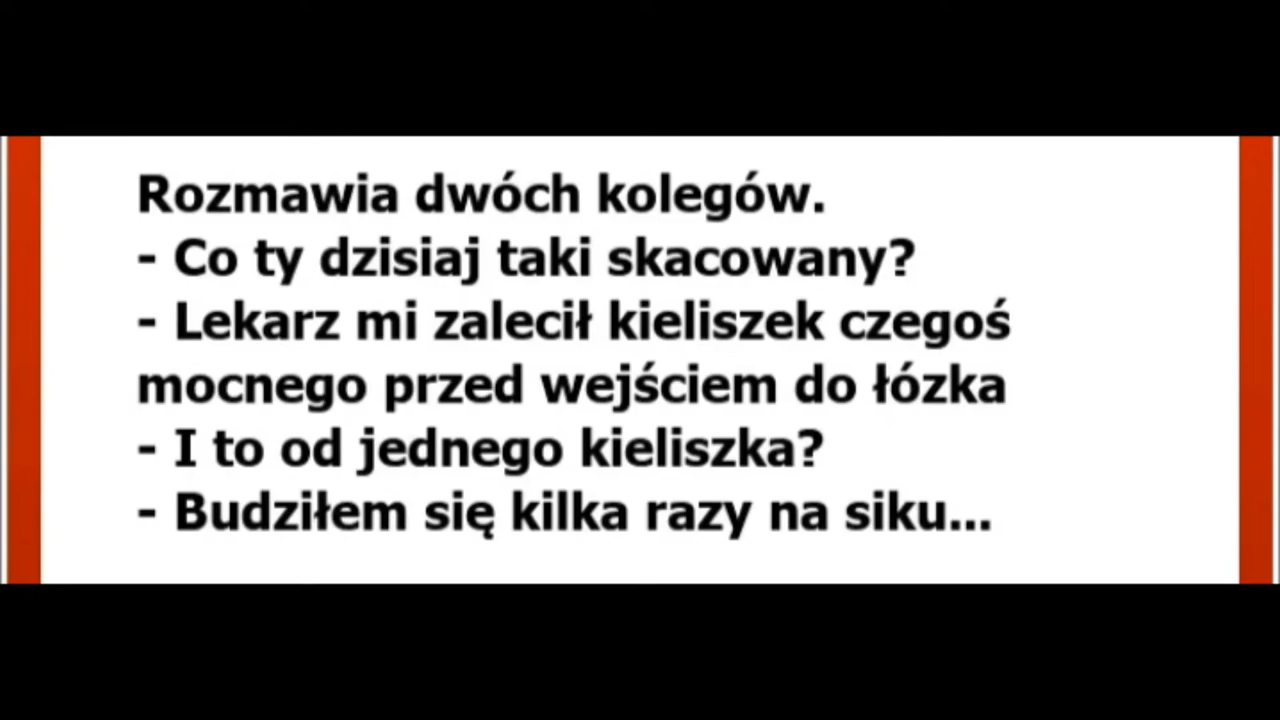 Rozmawia dwóch kolegów.
- Co ty dzisiaj taki skacowany?
- Lekarz mi zalecił kieliszek czegoś
mocnego przed wejściem do łózka
- I to od jednego kieliszka?
- Budziłem się kilka razy na siku...